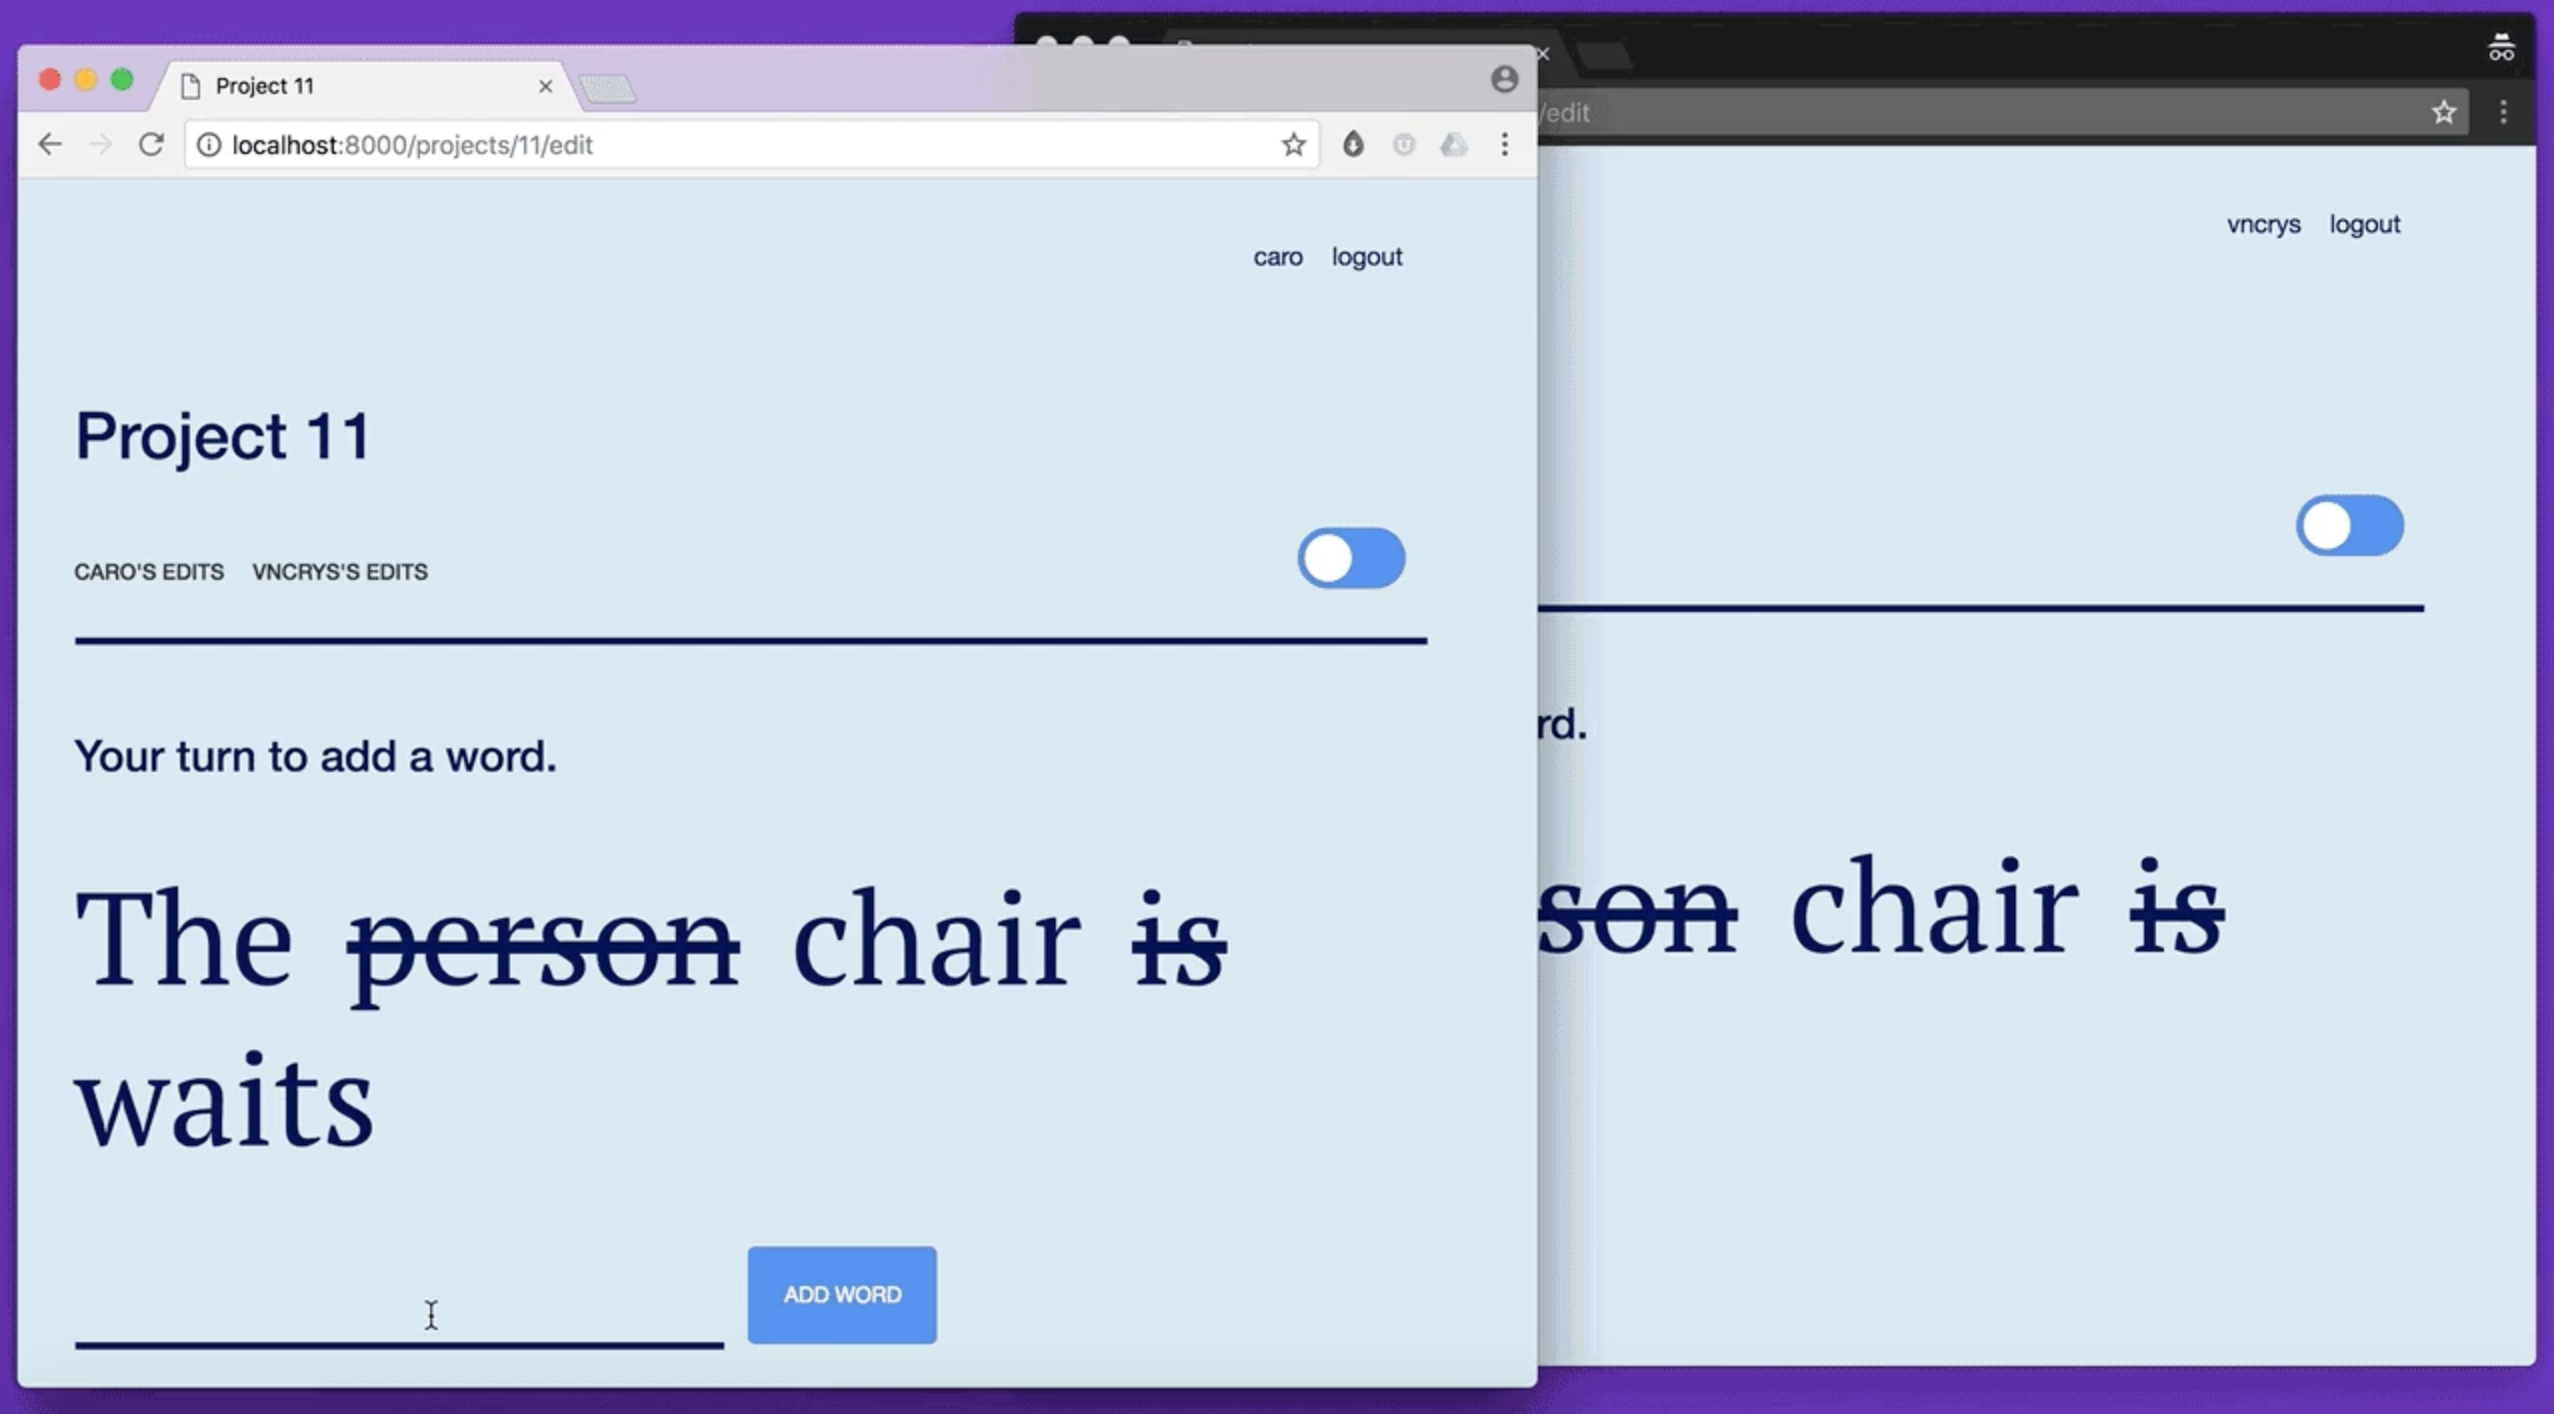 Project 11
localhost:8000/projects/11/edit
/edit
vncrys logout
caro logout
Project 11
CARO'S EDITS VNCRYS'S EDITS
Your turn to add a word.
rd.
The person chair is
son chair is
waits
ADD WORD